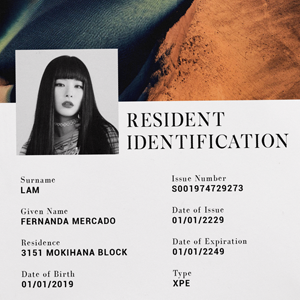 RESIDENT
IDENTIFICATION
Surname
LAM
Given Name
FERNANDA MERCADO
Residence
3151 MOKIHANA BLOCK
Date of Birth
01/01/2019
Issue Number
S001974729273
Date of Issue
01/01/2229
Date of Expiration
01/01/2249
Type
XPE